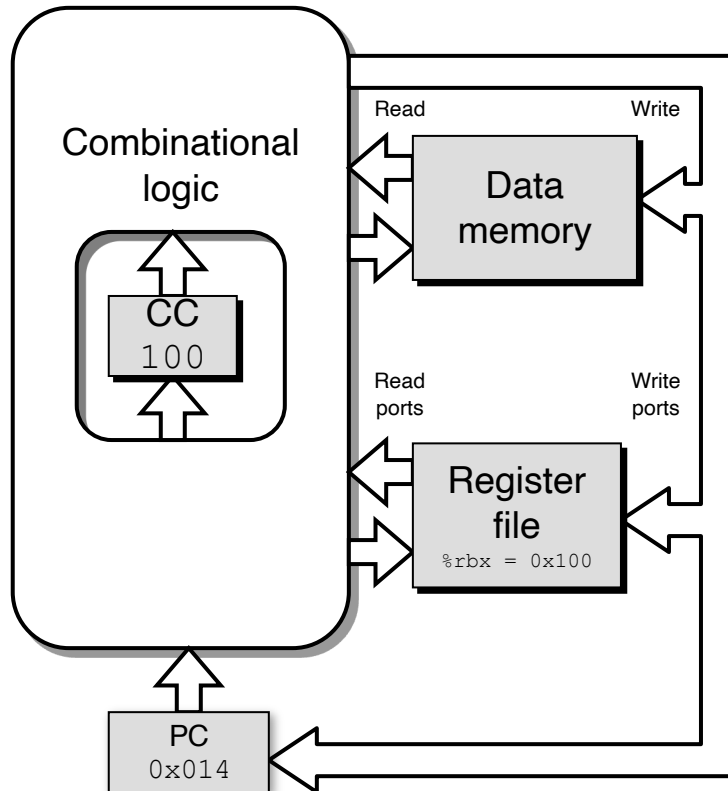 Combinational
logic
CC
100
Read
Write
Data
memory
Read
ports
Write
ports
Register
file
%rbx = 0x100
PC
0x014